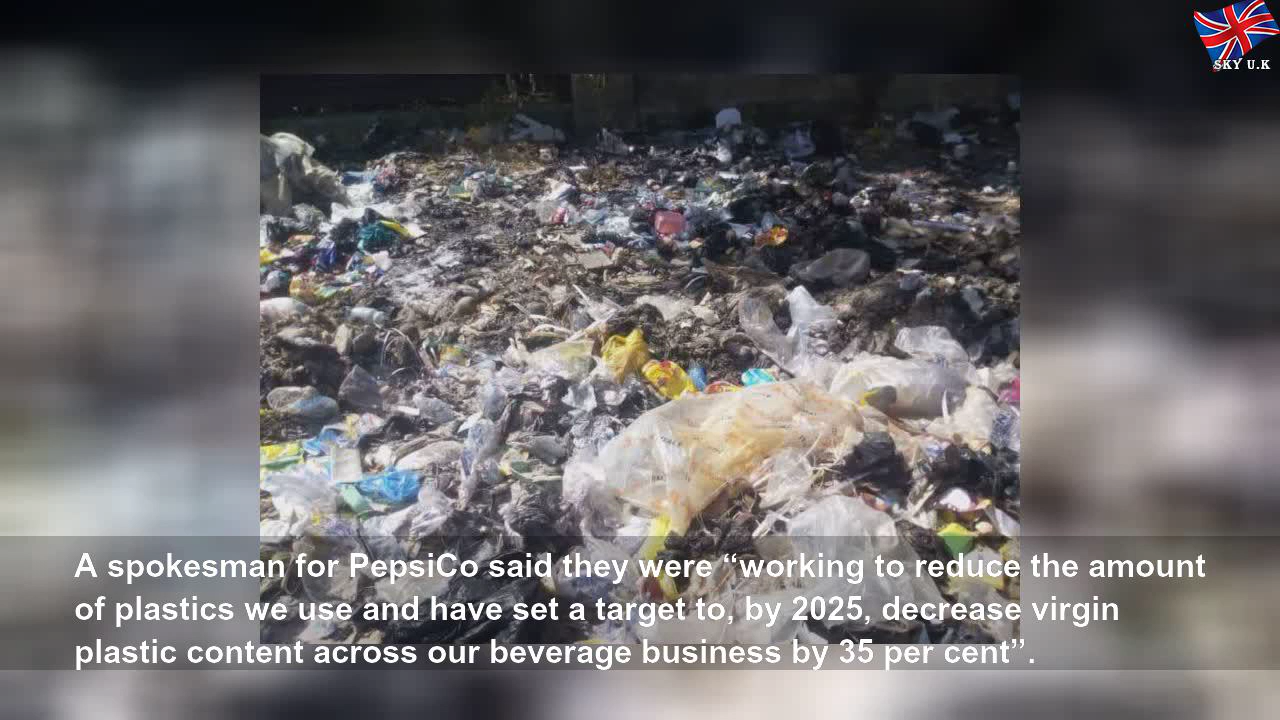 SKY U.K
A spokesman for PepsiCo said they were “working to reduce the amount
of plastics we use and have set a target to, by 2025, decrease virgin
plastic content across our beverage business by 35 per cent”.